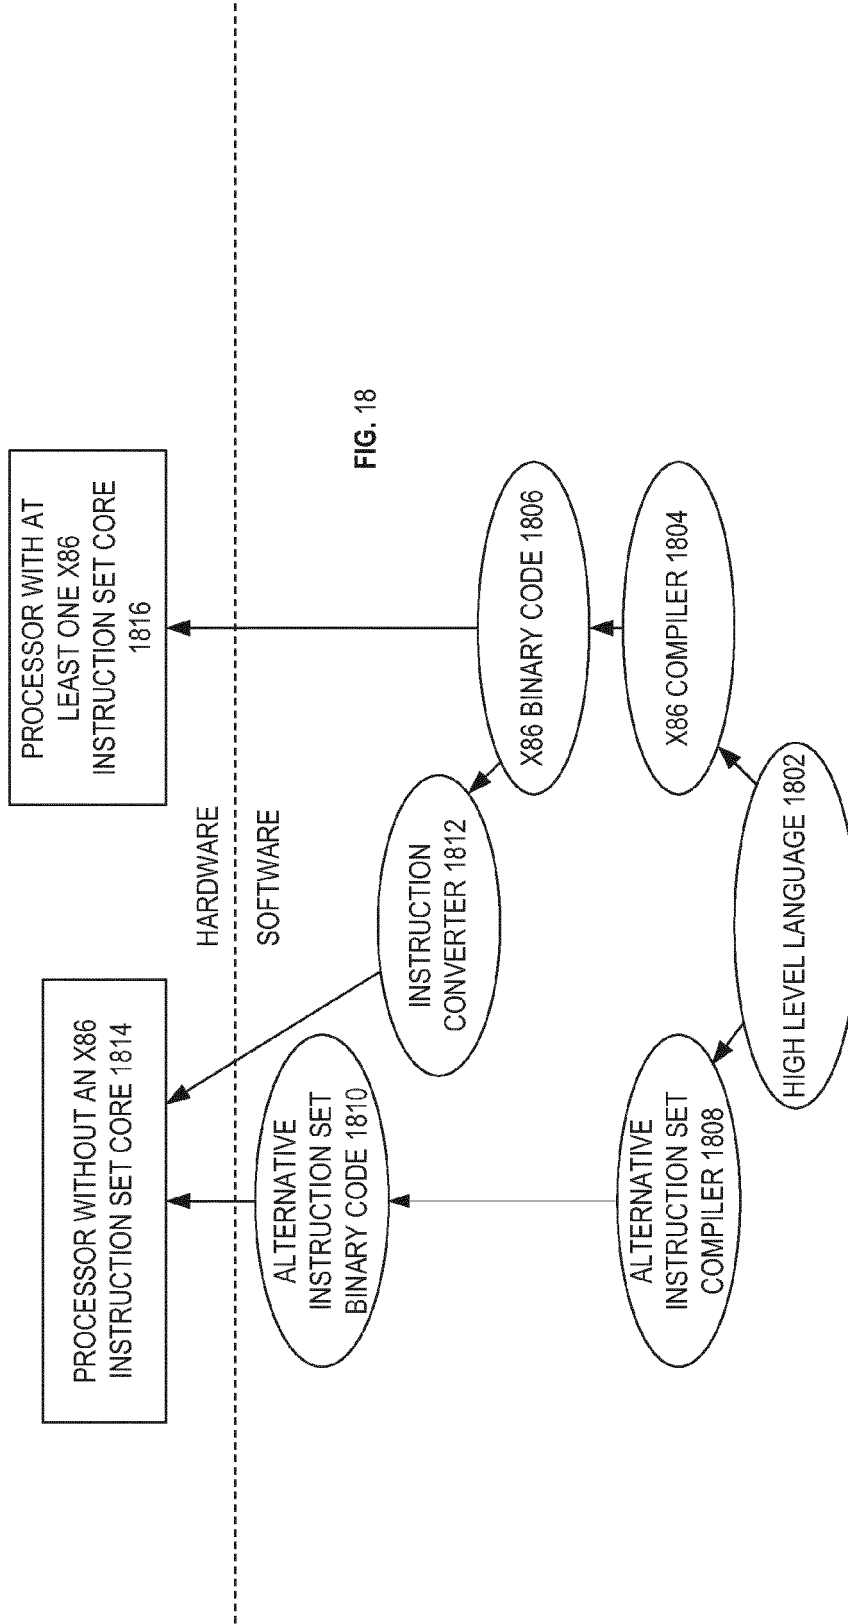 PROCESSOR WITHOUT AN X86
INSTRUCTION SET CORE 1814
PROCESSOR WITH AT
LEAST ONE X86
INSTRUCTION SET CORE
1816
HARDWARE
SOFTWARE
ALTERNATIVE
INSTRUCTION SET
BINARY CODE 1810
INSTRUCTION
CONVERTER 1812
FIG. 18
X86 BINARY CODE 1806
ALTERNATIVE
INSTRUCTION SET
COMPILER 1808
X86 COMPILER 1804
HIGH LEVEL LANGUAGE 1802